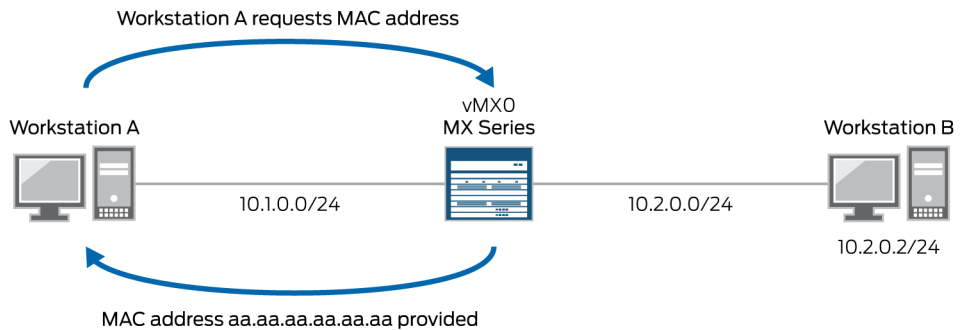 Workstation A requests MAC address
vMX0
MX Series
Workstation A
Workstation B
10.1.0.0/24
10.2.0.0/24
10.2.0.2/24
MAC address aa.aa.aa.aa.aa.aa provided